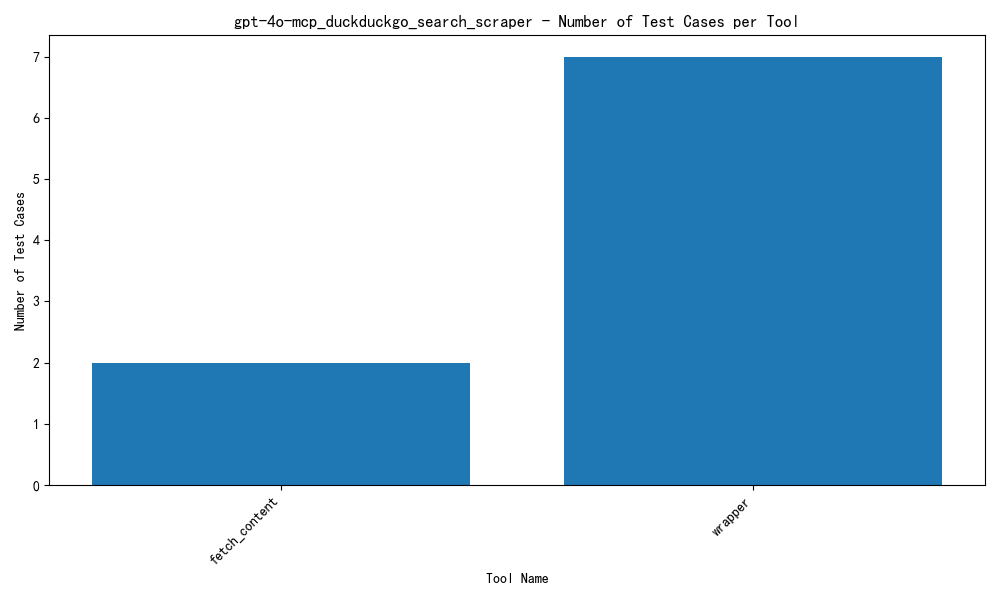 gpt-4o-mcp_duckduckgo_search_scraper - Number of Test Cases per Tool
Number of Test Cases
7
6
5
4
3
2
1
0
fetch_content
wrapper
Tool Name